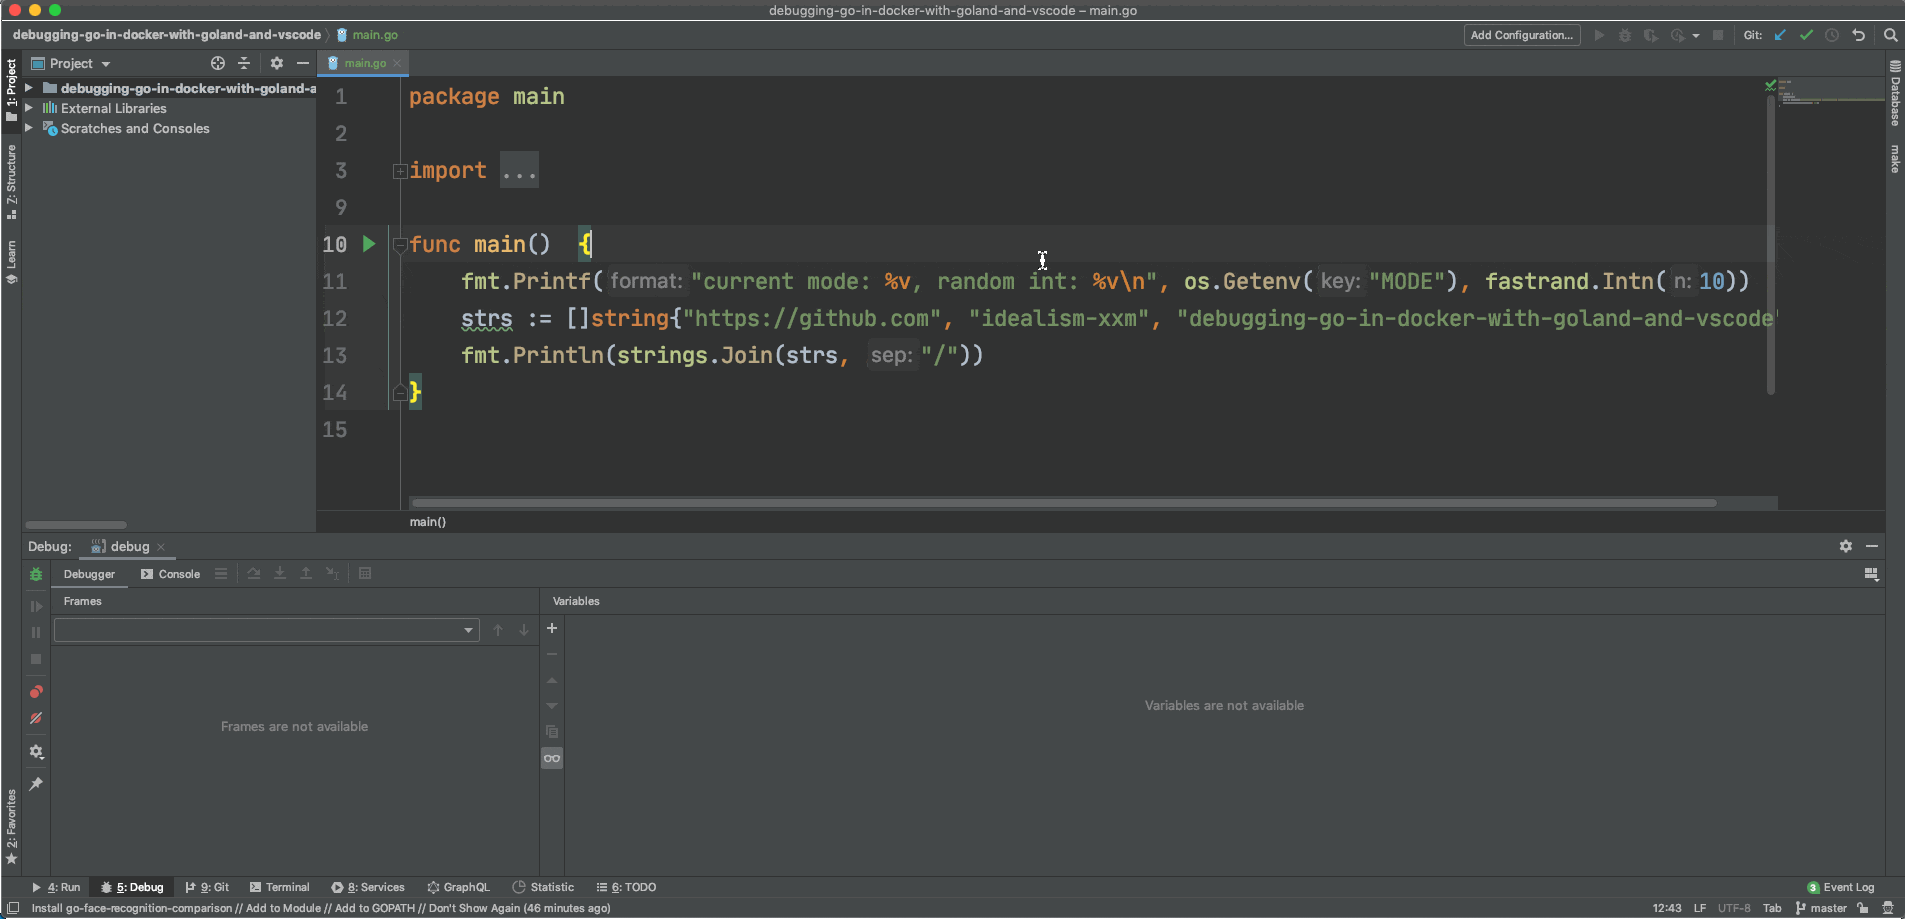 debugging-go-in-docker-with-goland-and-vscode – main.go
debugging-go-in-docker-with-goland-and-vscode main.go Add Configuration... Git:
Project main.go
1: Project
Z: Structure
Learn
2: Favorites
debugging-go-in-docker-with-goland-a
External Libraries
Scratches and Consoles
1 package main
2
3 import ...
9
10 func main() {
11 fmt.Printf( format: "current mode: %v, random int: %v\n", os.Getenv( key: "MODE"), fastrand.Intn( n: 10))
12 strs := []string{"https://github.com", "idealism-xxm", "debugging-go-in-docker-with-goland-and-vscode"
13 fmt.Println(strings.Join(strs, sep: "/"))
14 }
15
main()
Database
make
Debug: debug
Debugger Console
Frames Variables
Frames are not available
Variables are not available
4: Run 5: Debug 9: Git Terminal 8: Services GraphQL Statistic 6: TODO 3 Event Log
Install go-face-recognition-comparison // Add to Module // Add to GOPATH // Don't Show Again (46 minutes ago) 12:43 LF UTF-8 Tab master